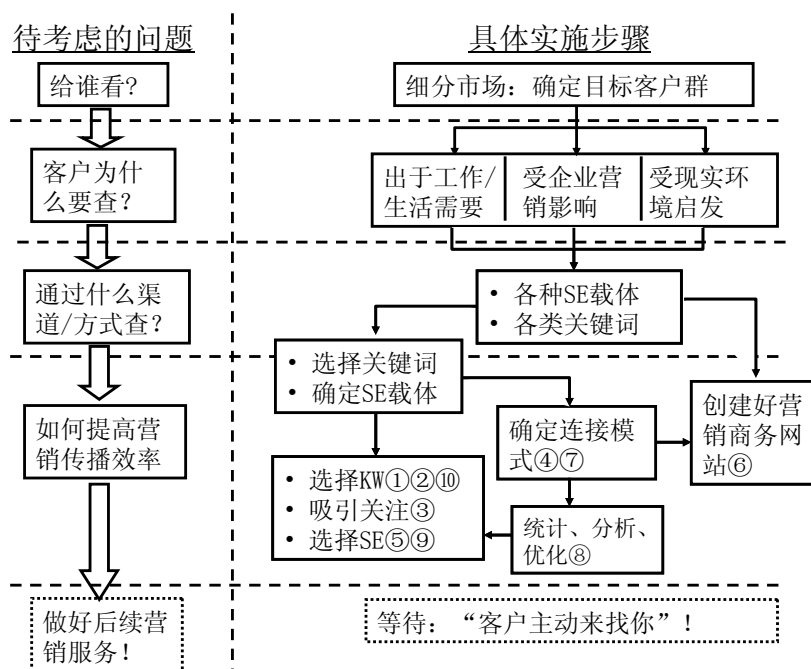 待考虑的问题
具体实施步骤
给谁看?
细分市场：确定目标客户群
客户为什
么要查？
出于工作/
生活需要
受企业营
销影响
受现实环
境启发
通过什么渠
道/方式查？
• 各种SE载体
• 各类关键词
• 选择关键词
• 确定SE载体
如何提高营
销传播效率
确定连接模
式④⑦
创建好营
销商务网
站⑥
• 选择KW①②⑩
• 吸引关注③
• 选择SE⑤⑨
统计、分析、
优化⑧
做好后续营
销服务！
等待：“客户主动来找你”！